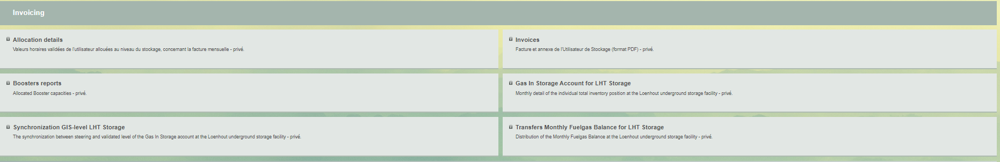 Invoicing
Allocation details
Valeurs horaires validées de l'utilisateur allouées au niveau du stockage, concernant la facture mensuelle - privé.
Invoices
Facture et annexe de l'Utilisateur de Stockage (format PDF) - privé.
Boosters reports
Allocated Booster capacities - privé.
Gas In Storage Account for LHT Storage
Monthly detail of the individual total inventory position at the Loenhout underground storage facility - privé.
Synchronization GIS-level LHT Storage
The synchronization between steering and validated level of the Gas In Storage account at the Loenhout underground storage facility - privé.
Transfers Monthly Fuelgas Balance for LHT Storage
Distribution of the Monthly Fuelgas Balance at the Loenhout underground storage facility - privé.